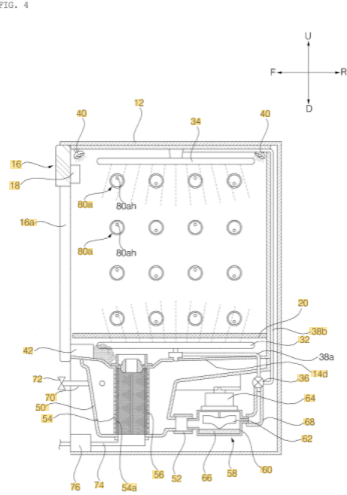 FIG. 4
U
F R
D
12
40 34 40
16
18
80a 80ah
16a
80a 80ah
20
38b
32
42 38a
14d
72 36
70 64
50
54 68
62
56 60
54a 52 66 58
76 74